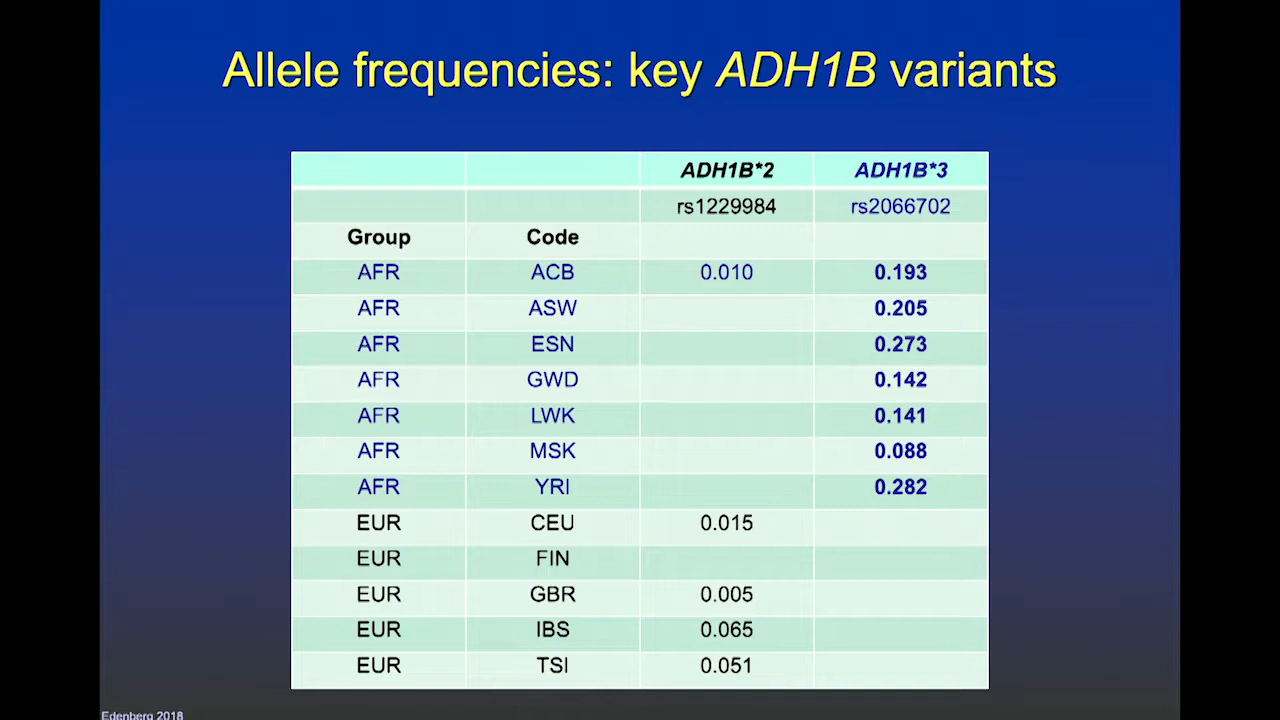 Allele frequencies: key ADH1B variants
ADH1B*2 ADH1B*3
rs1229984 rs2066702
Group Code
AFR ACB 0.010 0.193
AFR ASW 0.205
AFR ESN 0.273
AFR GWD 0.142
AFR LWK 0.141
AFR MSK 0.088
AFR YRI 0.282
EUR CEU 0.015
EUR FIN
EUR GBR 0.005
EUR IBS 0.065
EUR TSI 0.051
Edenberg 2018